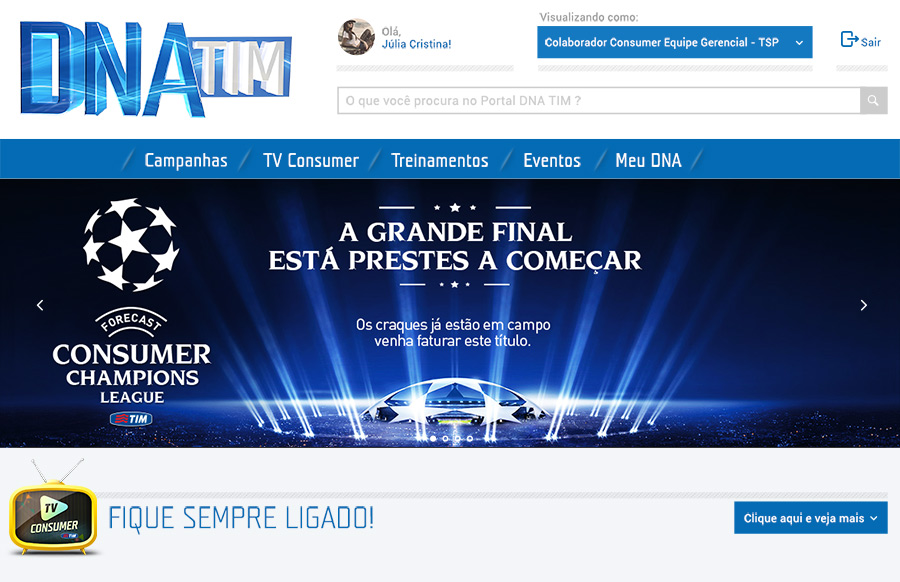 DNA TIM
Olá,
Júlia Cristina!
Visualizando como:
Colaborador Consumer Equipe Gerencial - TSP
Sair
O que você procura no Portal DNA TIM ?
Campanhas
TV Consumer
Treinamentos
Eventos
Meu DNA
A GRANDE FINAL
ESTÁ PRESTES A COMEÇAR
Os craques já estão em campo
venha faturar este título.
FORECAST
CONSUMER
CHAMPIONS
LEAGUE
TIM
TV
CONSUMER
TIM
FIQUE SEMPRE LIGADO!
Clique aqui e veja mais